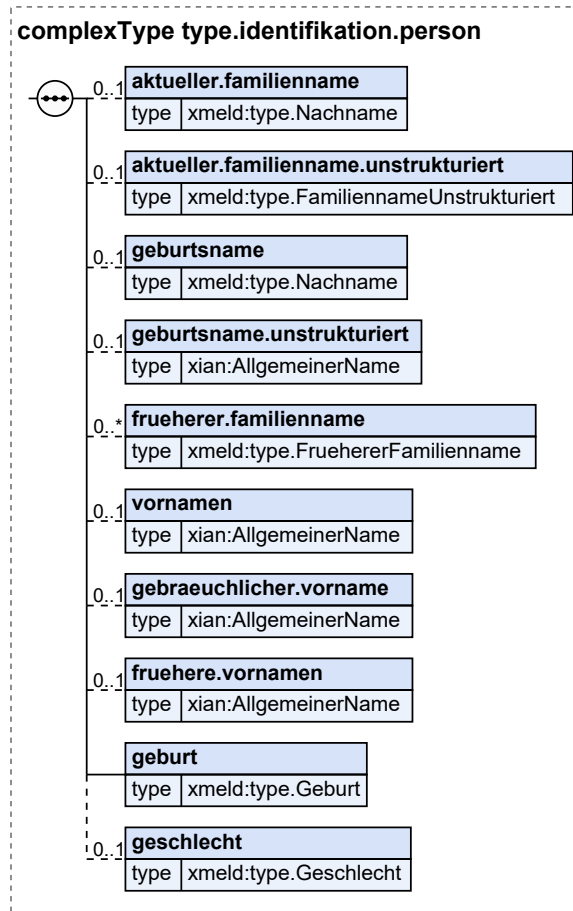 complexType type.identifikation.person
0..1 aktueller.familienname
type xmeld:type.Nachname
0..1 aktueller.familienname.unstrukturiert
type xmeld:type.FamiliennameUnstrukturiert
0..1 geburtsname
type xmeld:type.Nachname
0..1 geburtsname.unstrukturiert
type xian:AllgemeinerName
0..* frueherer.familienname
type xmeld:type.FruehererFamilienname
0..1 vornamen
type xian:AllgemeinerName
0..1 gebraeuchlicher.vorname
type xian:AllgemeinerName
0..1 fruehere.vornamen
type xian:AllgemeinerName
geburt
type xmeld:type.Geburt
0..1 geschlecht
type xmeld:type.Geschlecht